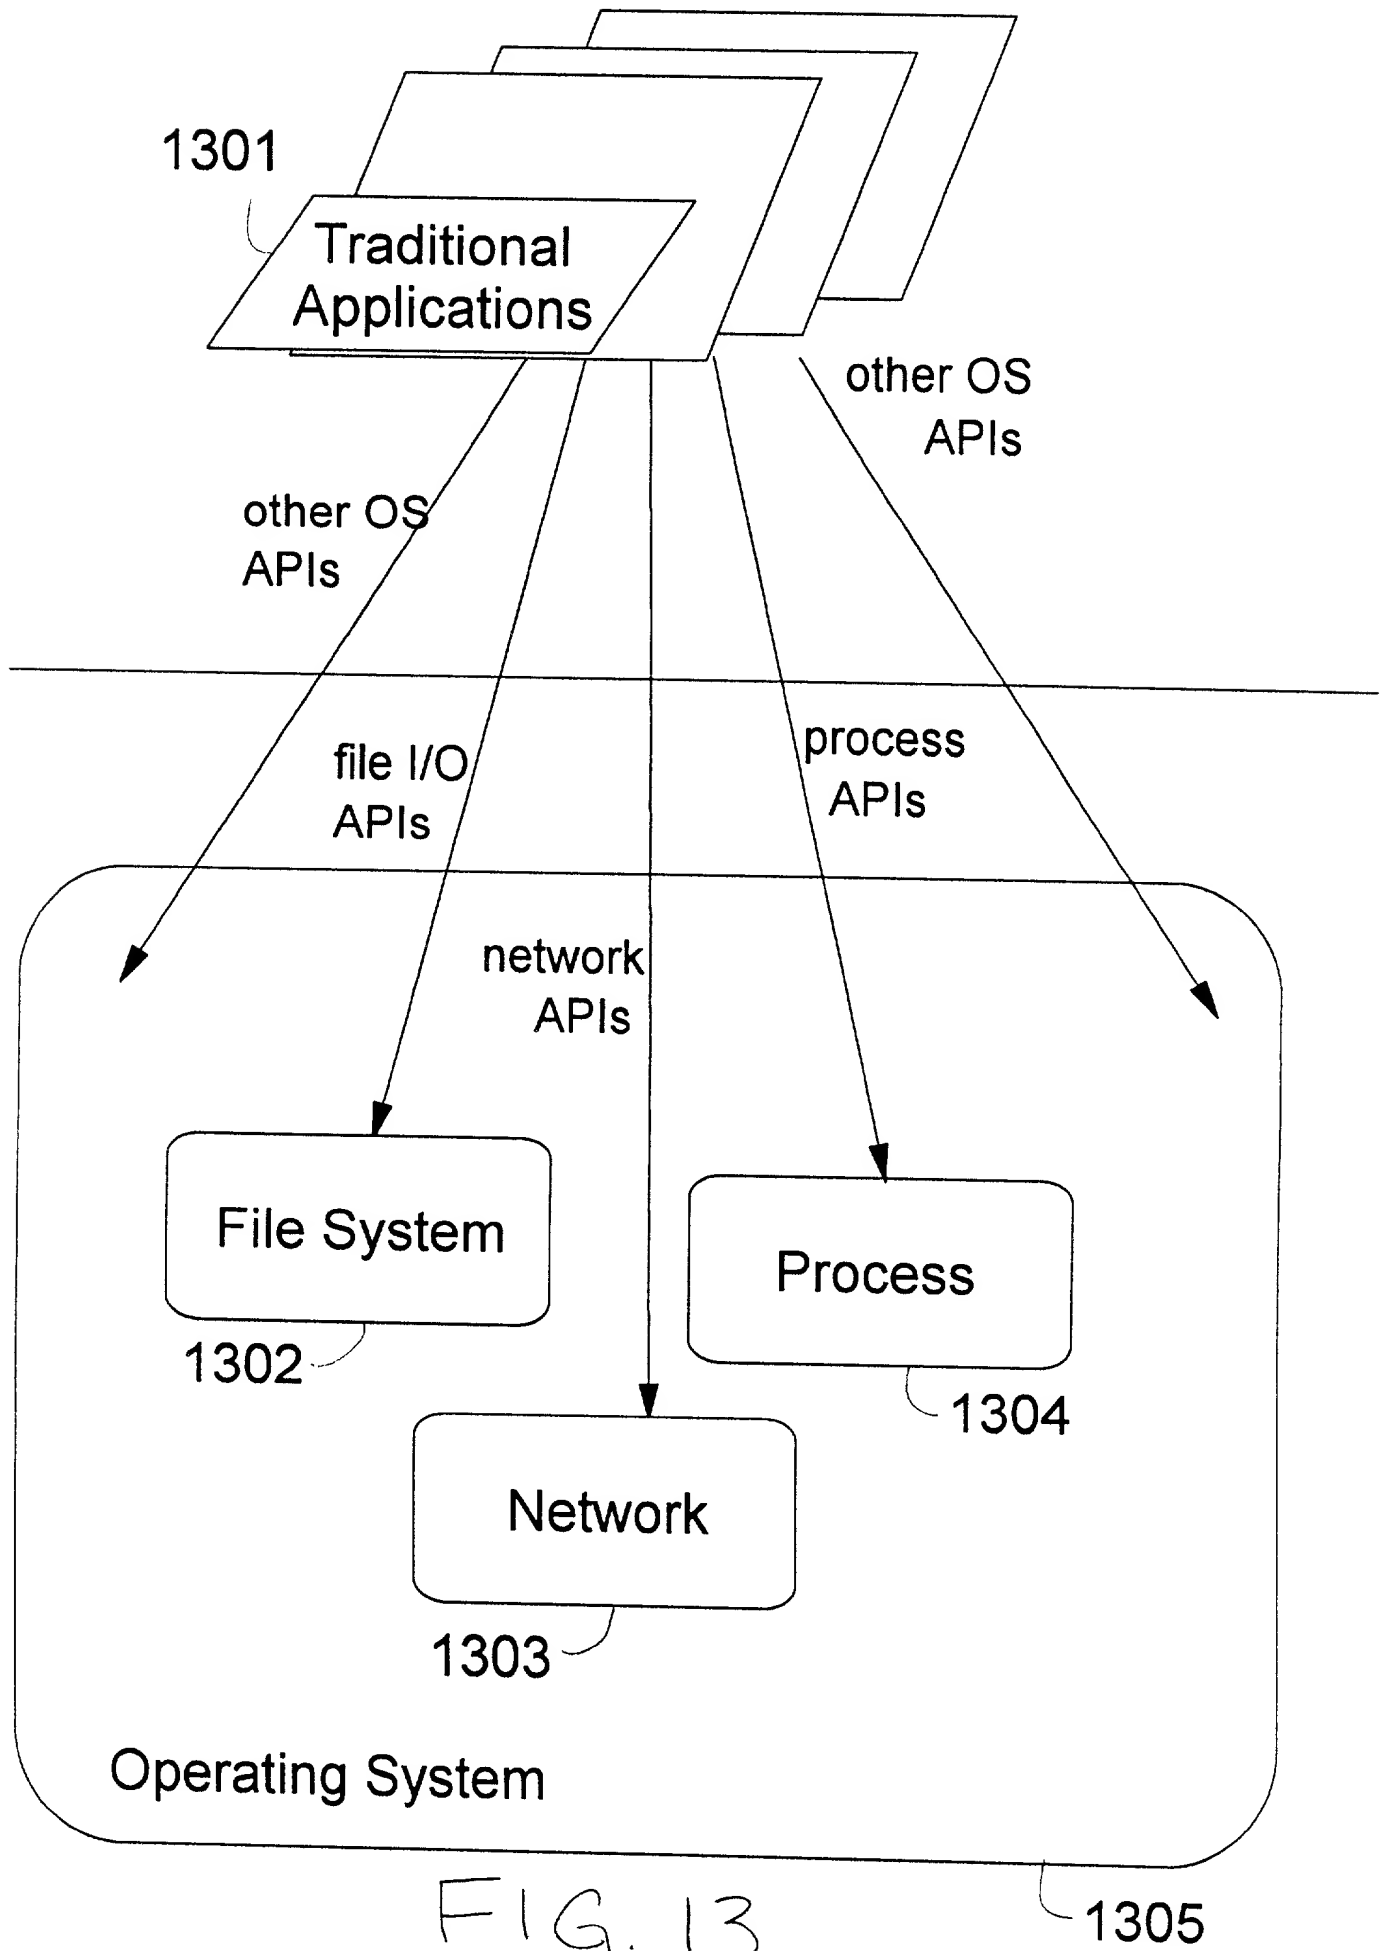 1301
Traditional
Applications
other OS
APIs
other OS
APIs
process
APIs
file I/O
APIs
network
APIs
File System
Process
1302
1304
Network
1303
Operating System
FIG. 13
1305